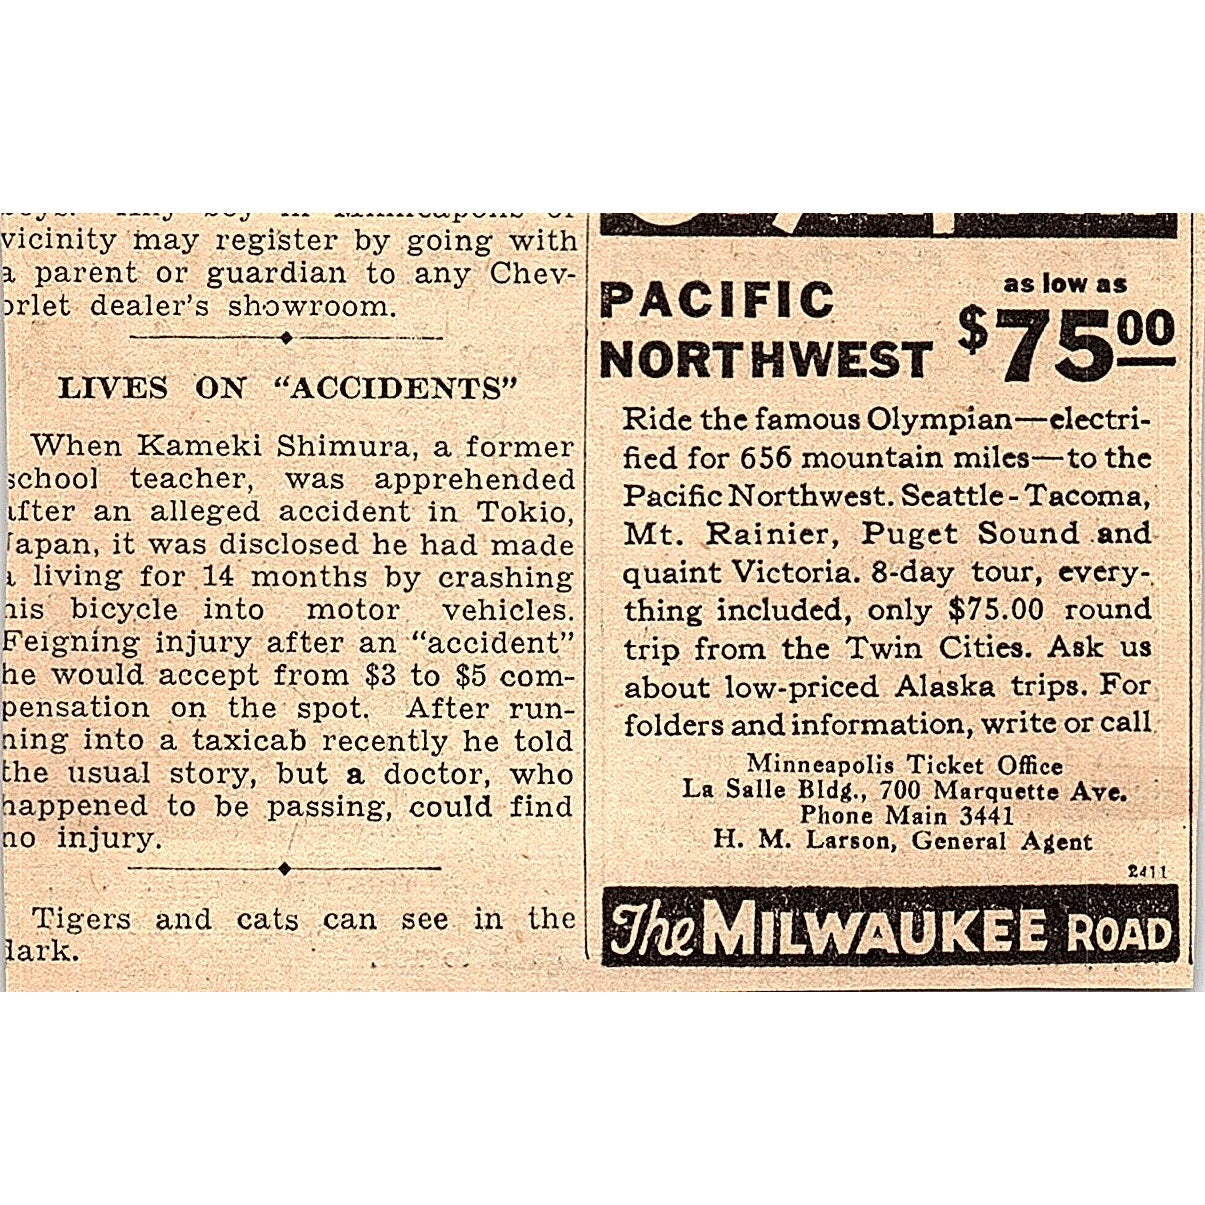 vicinity may register by going with
a parent or guardian to any Chev-
orlet dealer's showroom.
LIVES ON "ACCIDENTS"
When Kameki Shimura, a former
school teacher, was apprehended
after an alleged accident in Tokio,
Japan, it was disclosed he had made
a living for 14 months by crashing
his bicycle into motor vehicles.
Feigning injury after an "accident"
he would accept from $3 to $5 com-
pensation on the spot. After run-
ning into a taxicab recently he told
the usual story, but a doctor, who
happened to be passing, could find
no injury.
Tigers and cats can see in the
dark.
PACIFIC
NORTHWEST
as low as
$75.00
Ride the famous Olympian—electri-
fied for 656 mountain miles—to the
Pacific Northwest. Seattle-Tacoma,
Mt. Rainier, Puget Sound and
quaint Victoria. 8-day tour, every-
thing included, only $75.00 round
trip from the Twin Cities. Ask us
about low-priced Alaska trips. For
folders and information, write or call
Minneapolis Ticket Office
La Salle Bldg., 700 Marquette Ave.
Phone Main 3441
H. M. Larson, General Agent
2411
The MILWAUKEE ROAD